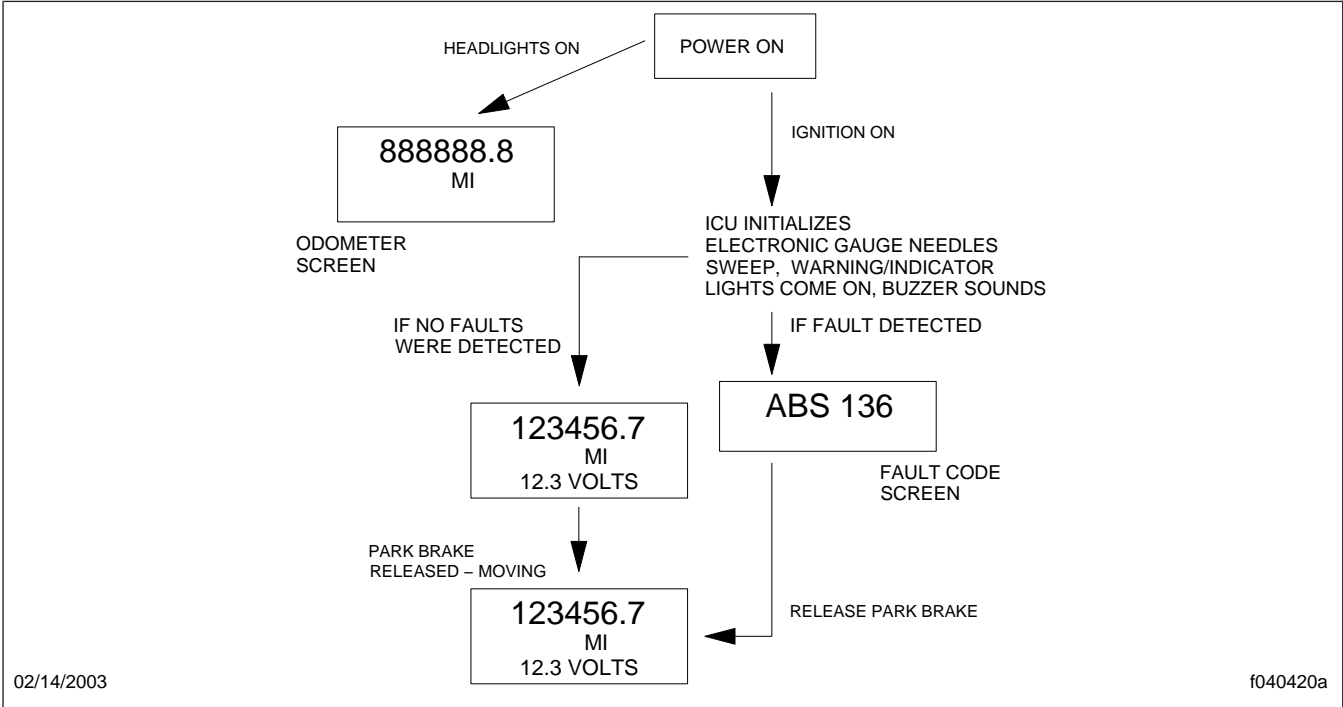 POWER ON
HEADLIGHTS ON
888888.8
MI
ODOMETER
SCREEN
IGNITION ON
ICU INITIALIZES
ELECTRONIC GAUGE NEEDLES
SWEEP, WARNING/INDICATOR
LIGHTS COME ON, BUZZER SOUNDS
IF NO FAULTS
WERE DETECTED
IF FAULT DETECTED
123456.7
MI
12.3 VOLTS
ABS 136
FAULT CODE
SCREEN
PARK BRAKE
RELEASED – MOVING
RELEASE PARK BRAKE
123456.7
MI
12.3 VOLTS
02/14/2003
f040420a